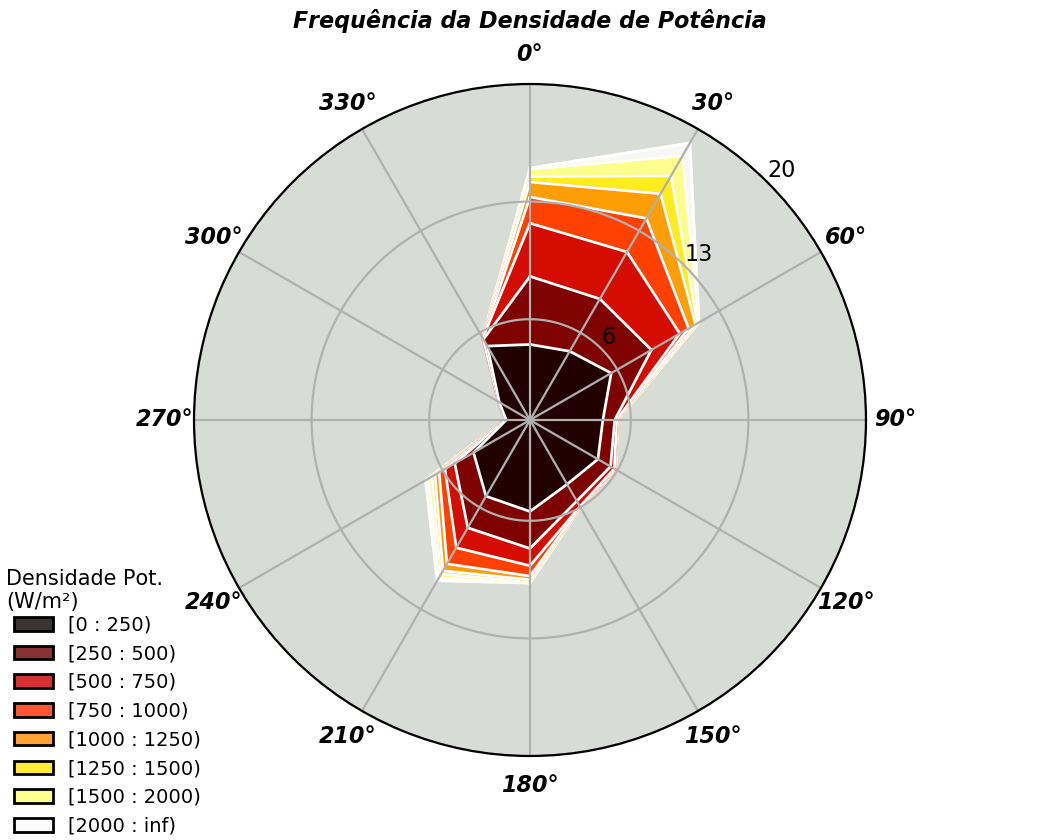 Frequência da Densidade de Potência
0°
330°
30°
20
300°
60°
13
6
270°
90°
240°
120°
210°
150°
180°
Densidade Pot.
(W/m²)
[0 : 250)
[250 : 500)
[500 : 750)
[750 : 1000)
[1000 : 1250)
[1250 : 1500)
[1500 : 2000)
[2000 : inf)